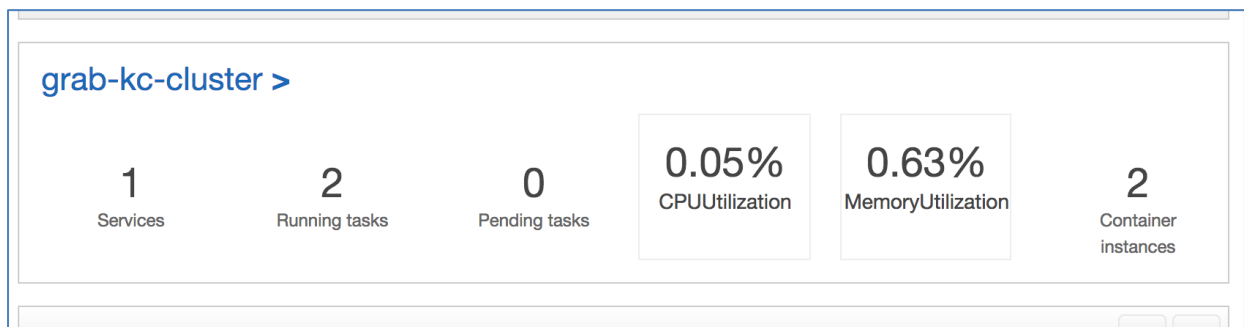 grab-kc-cluster >
1
Services
2
Running tasks
0
Pending tasks
0.05%
CPUUtilization
0.63%
MemoryUtilization
2
Container
instances